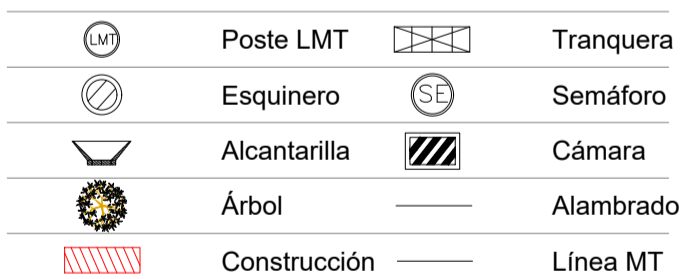 LMT Poste LMT Tranquera
Esquinero SE Semáforo
Alcantarilla Cámara
Árbol Alambrado
Construcción Línea MT